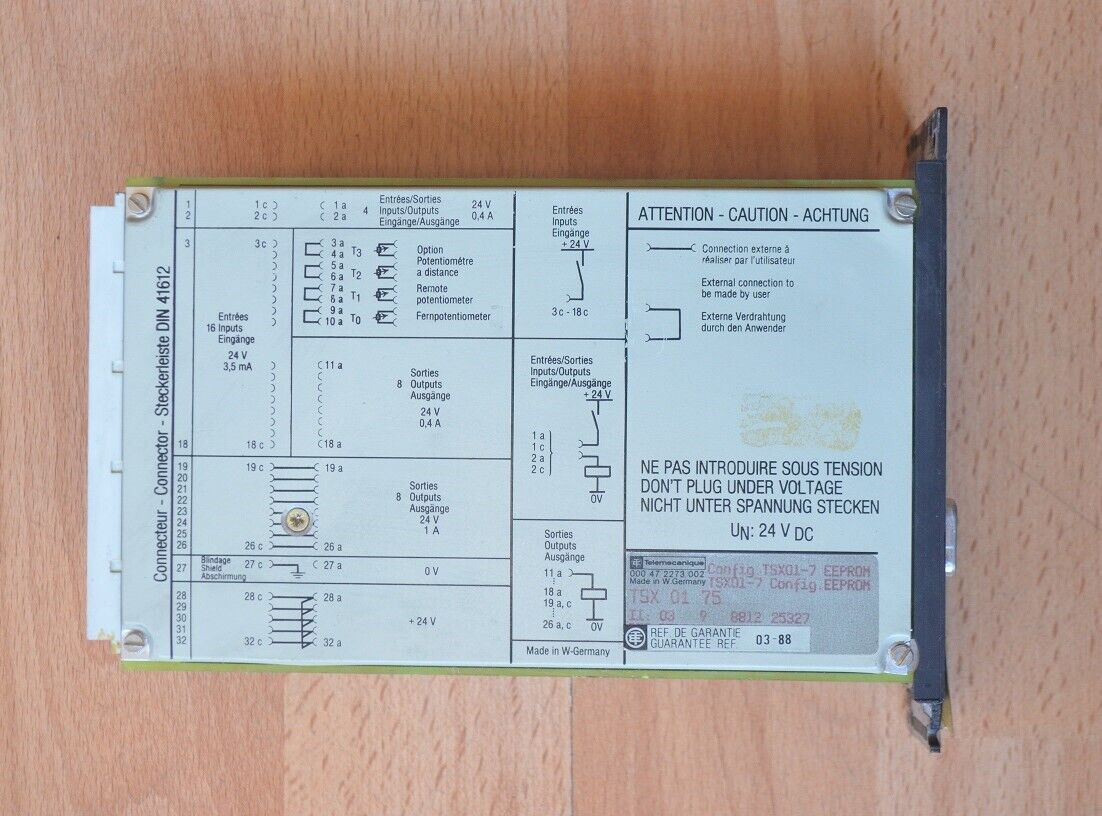 Connecteur - Connector - Steckerleiste DIN 41612
1
2
3
18
19
20
21
22
23
24
25
26
27
28
29
30
31
32
1 c
2 c
1 a
2 a
4
Entrées/Sorties
Inputs/Outputs
Eingänge/Ausgänge
24 V
0,4 A
3 c
Entrées
16 Inputs
Eingänge
24 V
3,5 mA
18 c
3 a
4 a
T3
5 a
6 a
T2
7 a
8 a
T1
9 a
10 a
T0
Option
Potentiométre
a distance
Remote
potentiometer
Fernpotentiometer
11 a
18 a
Sorties
8 Outputs
Ausgänge
24 V
0,4 A
19 c
19 a
26 c
26 a
Sorties
8 Outputs
Ausgänge
24 V
1 A
Blindage
Shield
Abschirmung
27 c
27 a
0 V
28 c
28 a
32 c
32 a
+ 24 V
Entrées
Inputs
Eingänge
+ 24 V
3 c - 18 c
Entrées/Sorties
Inputs/Outputs
Eingänge/Ausgänge
+ 24 V
1 a
1 c
2 a
2 c
0V
Sorties
Outputs
Ausgänge
11 a
18 a
19 a, c
26 a, c
0V
Made in W-Germany
ATTENTION - CAUTION - ACHTUNG
Connection externe à
réaliser par l'utilisateur
External connection to
be made by user
Externe Verdrahtung
durch den Anwender
NE PAS INTRODUIRE SOUS TENSION
DON'T PLUG UNDER VOLTAGE
NICHT UNTER SPANNUNG STECKEN
UN: 24 V DC
Telemecanique
000 47 2273 002
Made in W.Germany
Config.TSX01-7 EEPROM
TSX01-7 Config.EEPROM
TSX 01 75
II: 03 9 8812 25327
REF. DE GARANTIE
GUARANTEE REF.
03-88